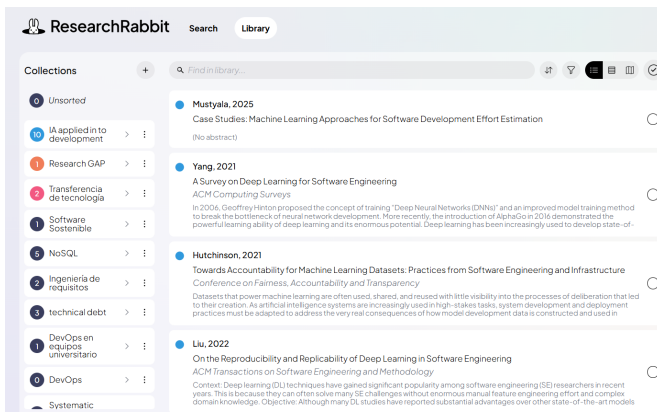 ResearchRabbit
Search
Library
Collections
+
Find in library...
0 Unsorted
10 IA applied in to
development
1 Research GAP
2 Transferencia
de tecnología
1 Software
Sostenible
5 NoSQL
2 Ingeniería de
requisitos
3 technical debt
1 DevOps en
equipos
universitario
0 DevOps
Systematic
Mustyala, 2025
Case Studies: Machine Learning Approaches for Software Development Effort Estimation
(No abstract)
Yang, 2021
A Survey on Deep Learning for Software Engineering
ACM Computing Surveys
In 2006, Geoffrey Hinton proposed the concept of training "Deep Neural Networks (DNNs)" and an improved model training method
to break the bottleneck of neural network development. More recently, the introduction of AlphaGo in 2016 demonstrated the
powerful learning ability of deep learning and its enormous potential. Deep learning has been increasingly used to develop state-of-
Hutchinson, 2021
Towards Accountability for Machine Learning Datasets: Practices from Software Engineering and Infrastructure
Conference on Fairness, Accountability and Transparency
Datasets that power machine learning are often used, shared, and reused with little visibility into the processes of deliberation that led
to their creation. As artificial intelligence systems are increasingly used in high-stakes tasks, system development and deployment
practices must be adapted to address the very real consequences of how model development data is constructed and used in
Liu, 2022
On the Reproducibility and Replicability of Deep Learning in Software Engineering
ACM Transactions on Software Engineering and Methodology
Context: Deep learning (DL) techniques have gained significant popularity among software engineering (SE) researchers in recent
years. This is because they can often solve many SE challenges without enormous manual feature engineering effort and complex
domain knowledge. Objective: Although many DL studies have reported substantial advantages over other state-of-the-art models